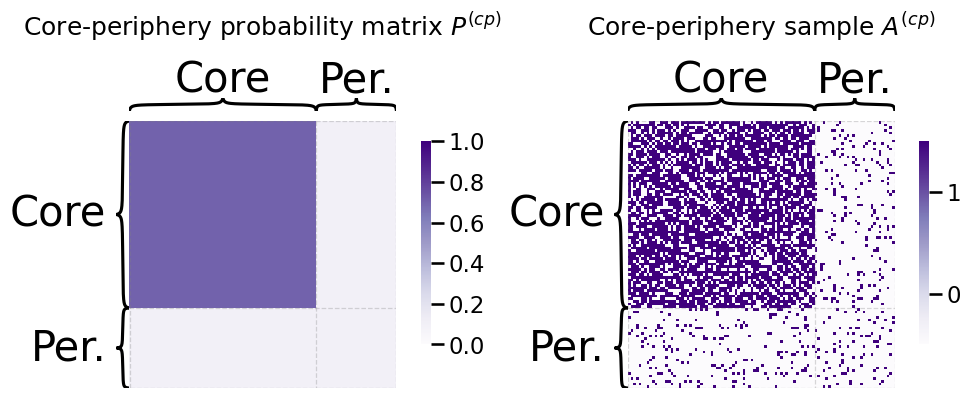 Core-periphery probability matrix P^(cp)
Core Per.
Core
Per.
1.0
0.8
0.6
0.4
0.2
0.0
Core-periphery sample A^(cp)
Core Per.
Core
Per.
1
0